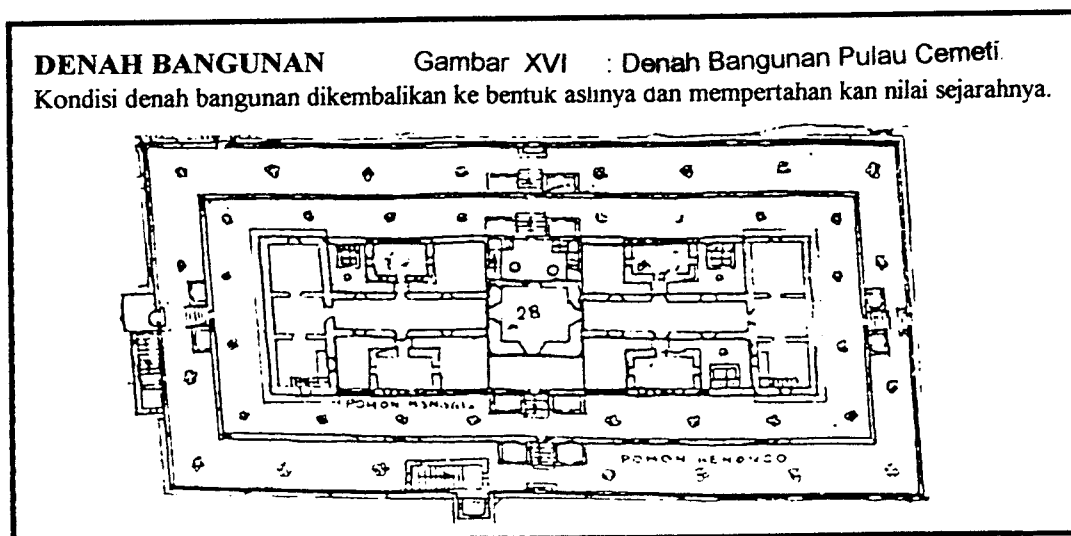 DENAH BANGUNAN Gambar XVI : Denah Bangunan Pulau Cemeti.
Kondisi denah bangunan dikembalikan ke bentuk aslinya dan mempertahan kan nilai sejarahnya.
28
POHON
POHON KENONGO